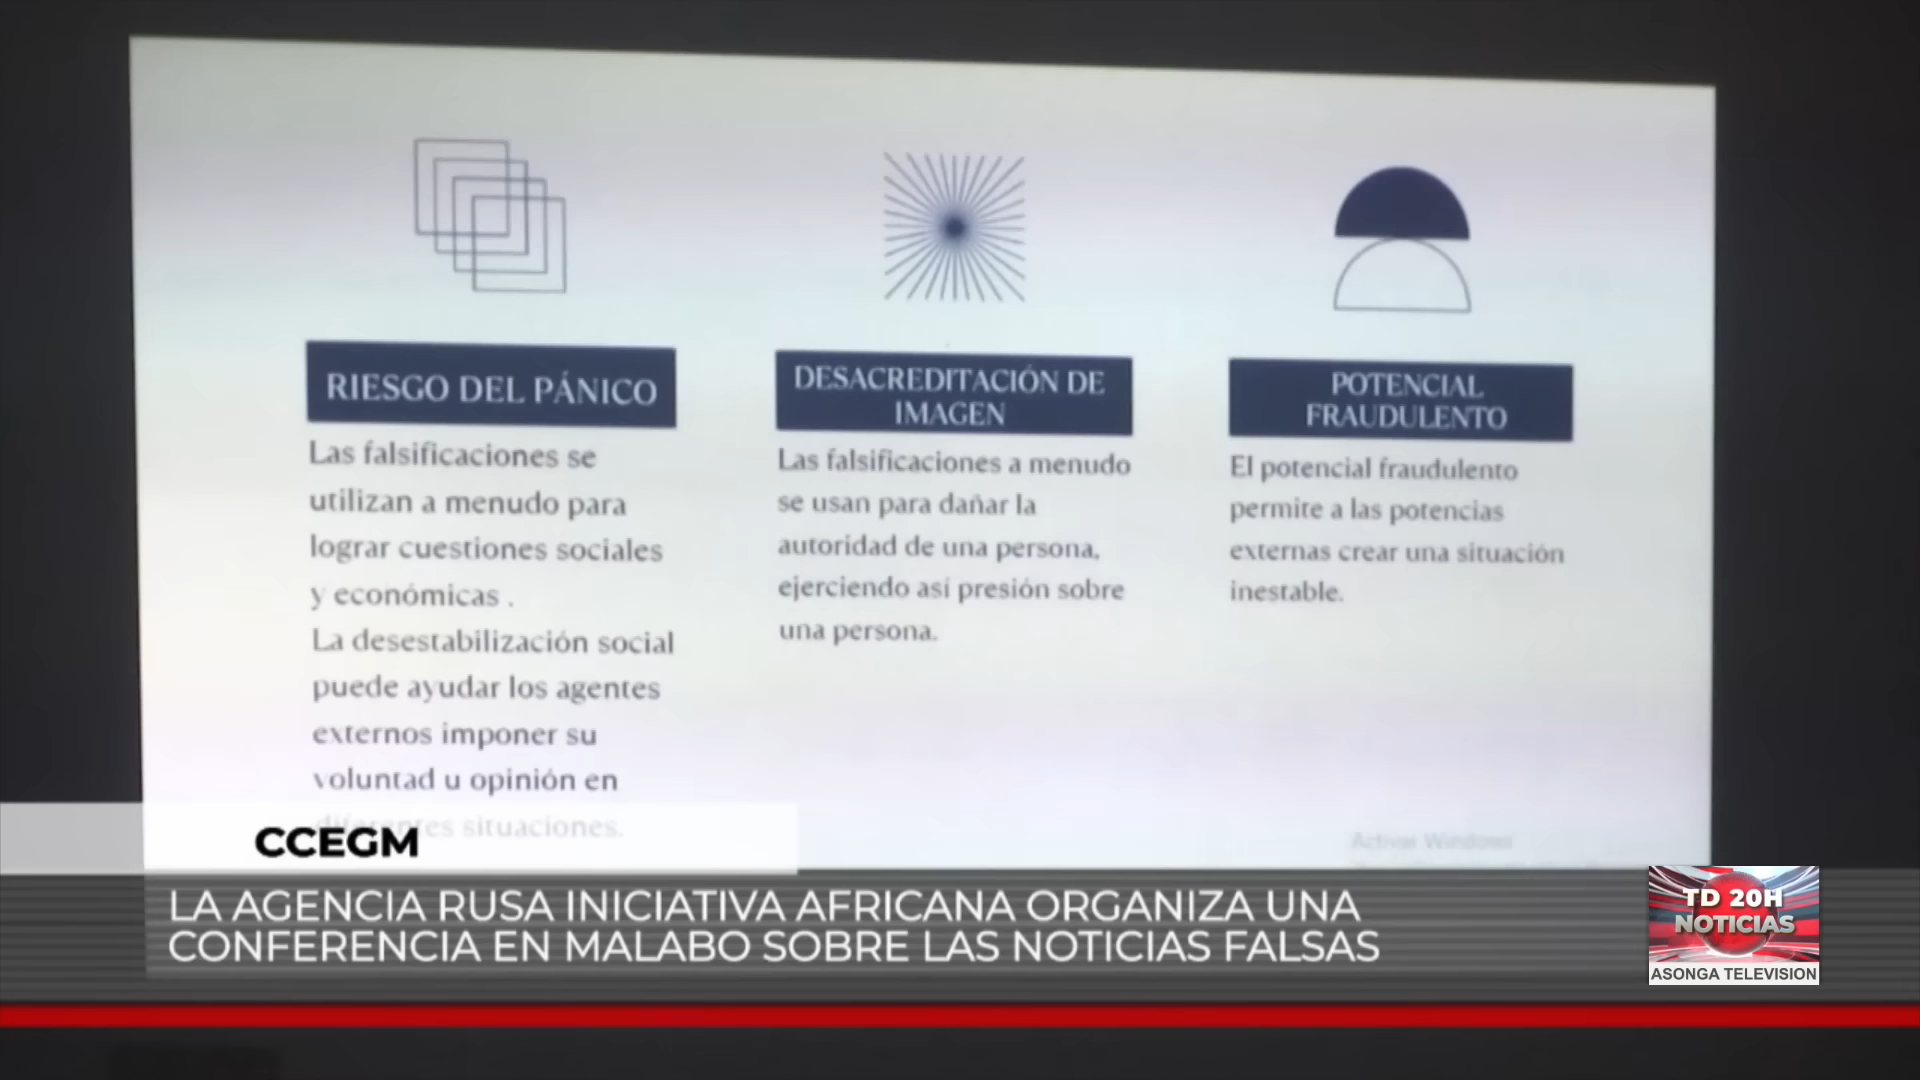 RIESGO DEL PÁNICO
Las falsificaciones se
utilizan a menudo para
lograr cuestiones sociales
y económicas .
La desestabilización social
puede ayudar los agentes
externos imponer su
voluntad u opinión en
diferentes situaciones.
DESACREDITACIÓN DE
IMAGEN
Las falsificaciones a menudo
se usan para dañar la
autoridad de una persona,
ejerciendo así presión sobre
una persona.
POTENCIAL
FRAUDULENTO
El potencial fraudulento
permite a las potencias
externas crear una situación
inestable.
Activar Windows
CCEGM
LA AGENCIA RUSA INICIATIVA AFRICANA ORGANIZA UNA
CONFERENCIA EN MALABO SOBRE LAS NOTICIAS FALSAS
TD 20H
NOTICIAS
ASONGA TELEVISION